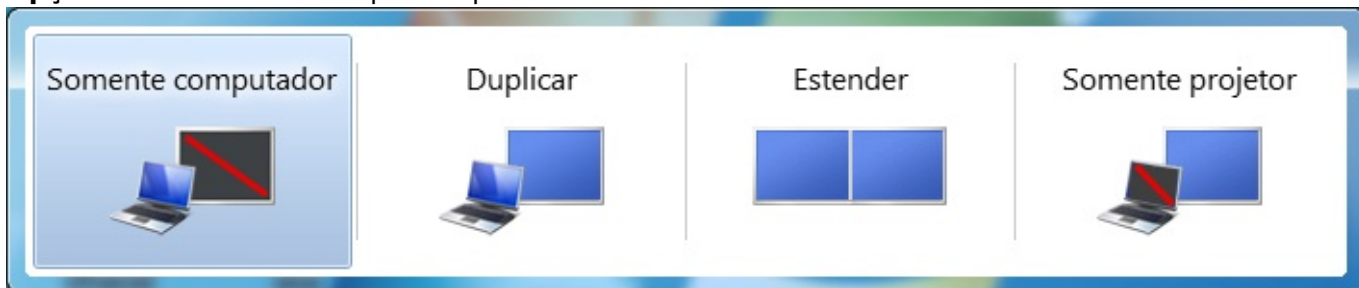 Somente computador
Duplicar
Estender
Somente projetor